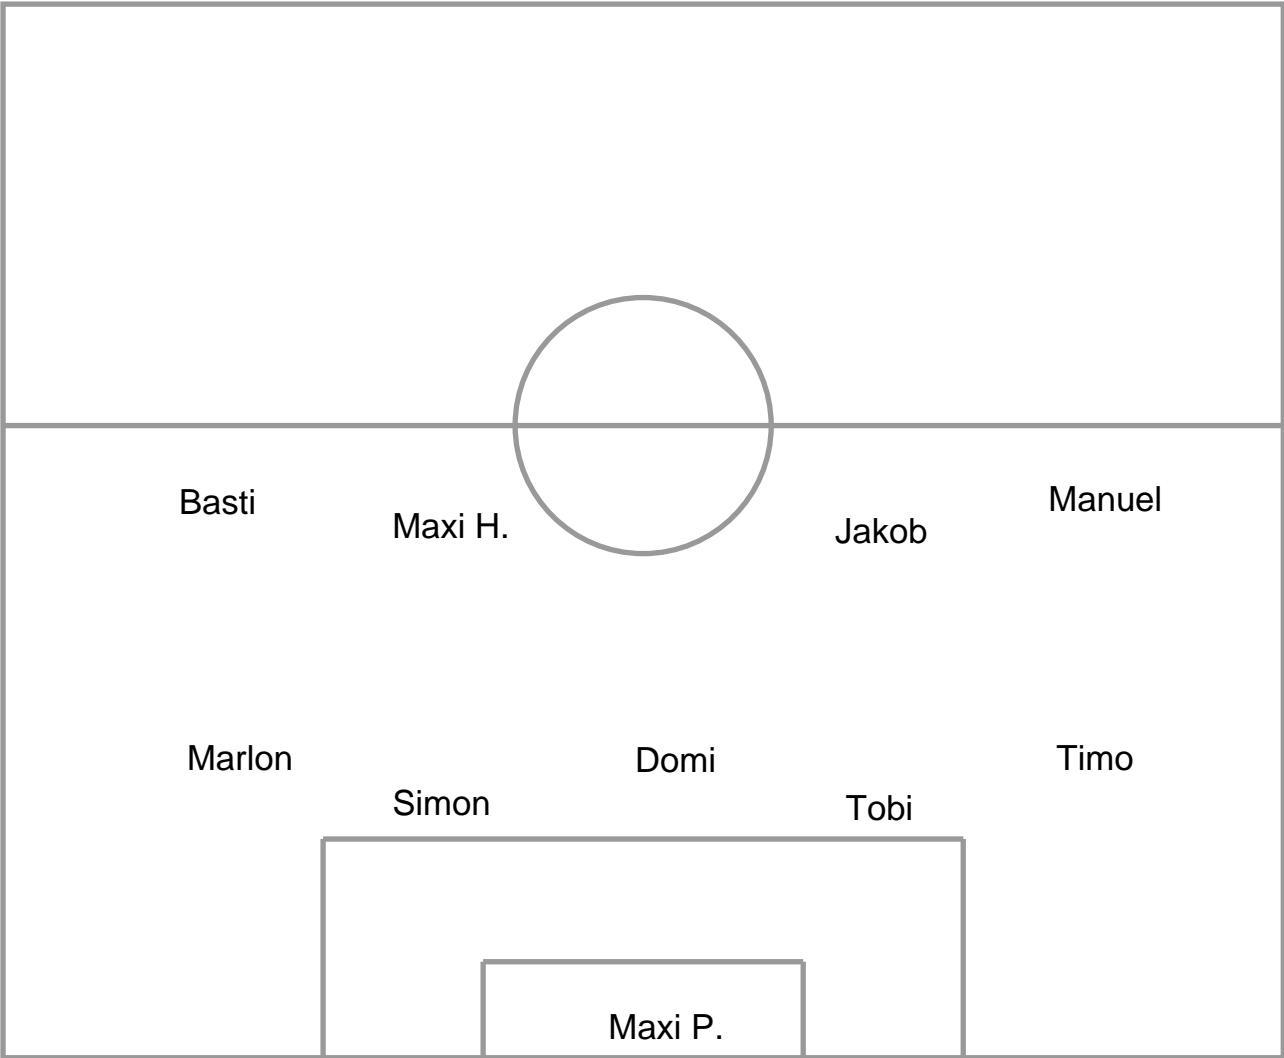 Basti
Maxi H.
Jakob
Manuel
Marlon
Simon
Domi
Tobi
Timo
Maxi P.